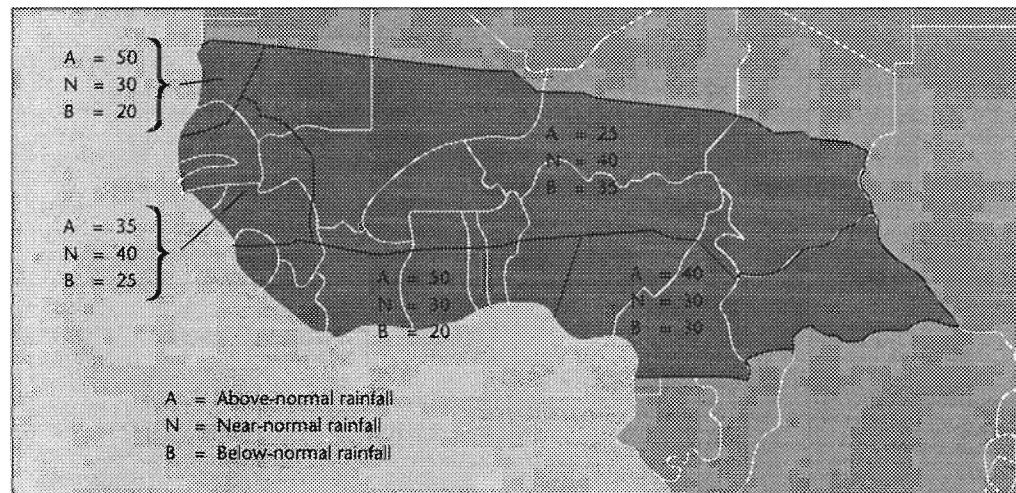 A = 50
N = 30
B = 20
A = 25
N = 40
B = 35
A = 35
N = 40
B = 25
A = 50
N = 30
B = 20
A = 40
N = 30
B = 30
A = Above-normal rainfall
N = Near-normal rainfall
B = Below-normal rainfall